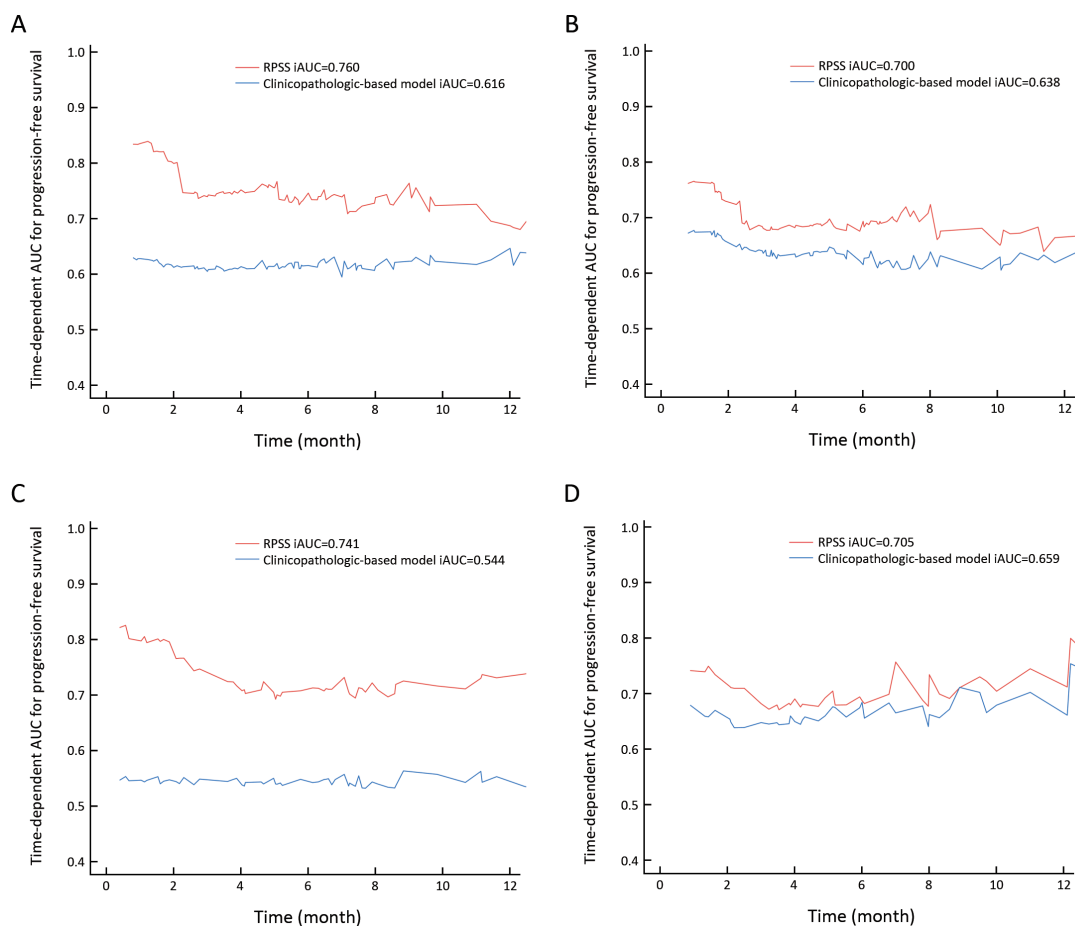 A
Time-dependent AUC for progression-free survival
1.0
0.9
0.8
0.7
0.6
0.5
0.4
RPSS iAUC=0.760
Clinicopathologic-based model iAUC=0.616
0 2 4 6 8 10 12
Time (month)
B
Time-dependent AUC for progression-free survival
1.0
0.9
0.8
0.7
0.6
0.5
0.4
RPSS iAUC=0.700
Clinicopathologic-based model iAUC=0.638
0 2 4 6 8 10 12
Time (month)
C
Time-dependent AUC for progression-free survival
1.0
0.9
0.8
0.7
0.6
0.5
0.4
RPSS iAUC=0.741
Clinicopathologic-based model iAUC=0.544
0 2 4 6 8 10 12
Time (month)
D
Time-dependent AUC for progression-free survival
1.0
0.9
0.8
0.7
0.6
0.5
0.4
RPSS iAUC=0.705
Clinicopathologic-based model iAUC=0.659
0 2 4 6 8 10 12
Time (month)